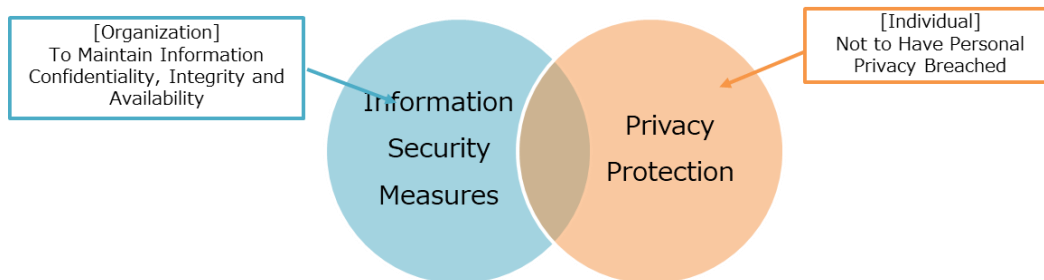 [Organization]
To Maintain Information
Confidentiality, Integrity and
Availability
Information
Security
Measures
Privacy
Protection
[Individual]
Not to Have Personal
Privacy Breached